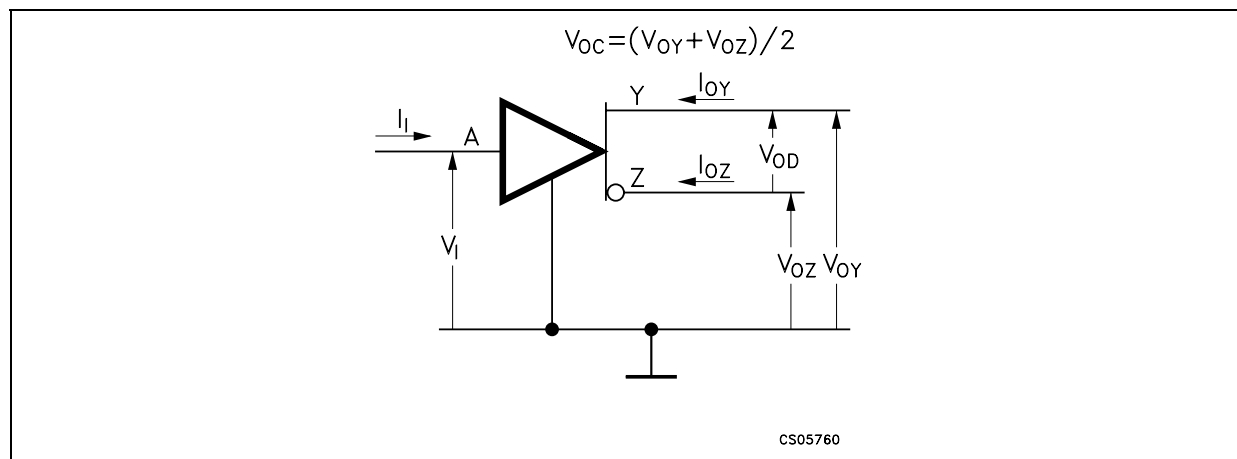 VOC=(VOY+VOZ)/2
IOY
Y
II
A
VOD
IOZ
Z
VI
VOZ VOY
CS05760